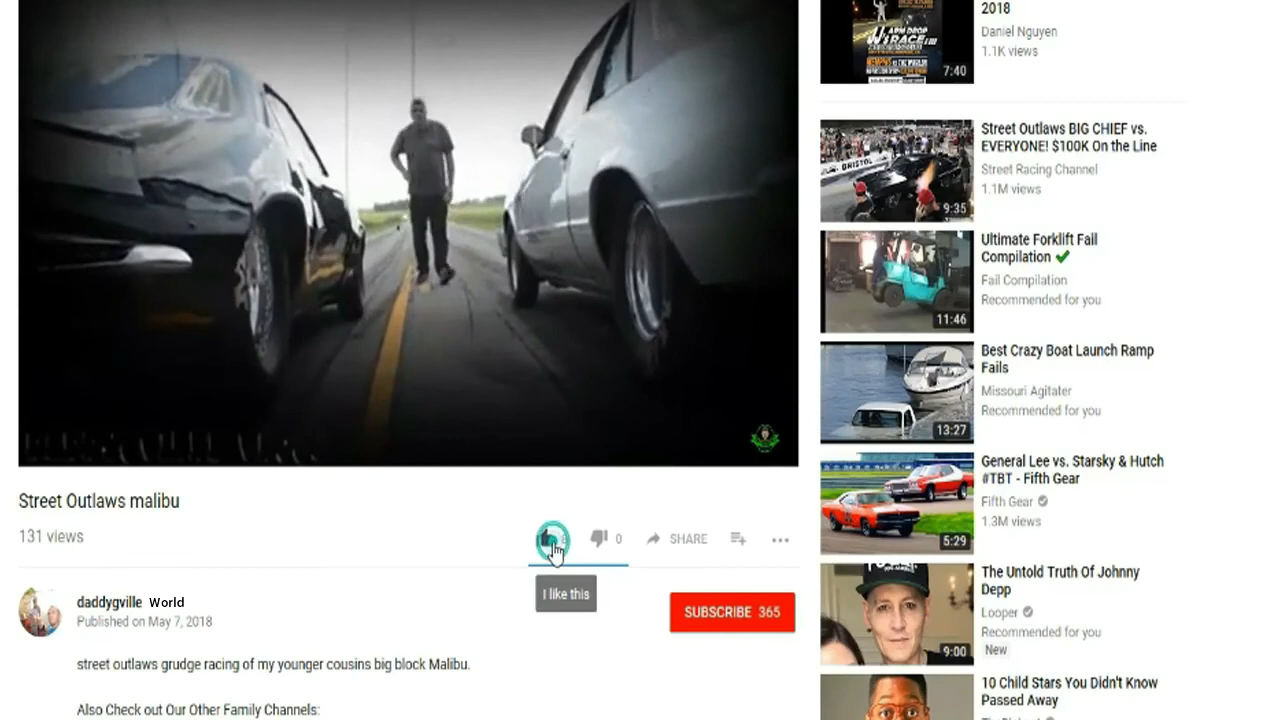 Street Outlaws malibu
131 views
0
SHARE
I like this
daddygville World
Published on May 7, 2018
SUBSCRIBE 365
street outlaws grudge racing of my younger cousins big block Malibu.
Also Check out Our Other Family Channels:
2018
Daniel Nguyen
1.1K views
7:40
Street Outlaws BIG CHIEF vs.
EVERYONE! $100K On the Line
Street Racing Channel
1.1M views
BRISTOL
9:35
Ultimate Forklift Fail
Compilation
Fail Compilation
Recommended for you
11:46
Best Crazy Boat Launch Ramp
Fails
Missouri Agitater
Recommended for you
13:27
General Lee vs. Starsky & Hutch
#TBT - Fifth Gear
Fifth Gear
1.3M views
5:29
The Untold Truth Of Johnny
Depp
Looper
Recommended for you
New
9:00
10 Child Stars You Didn't Know
Passed Away